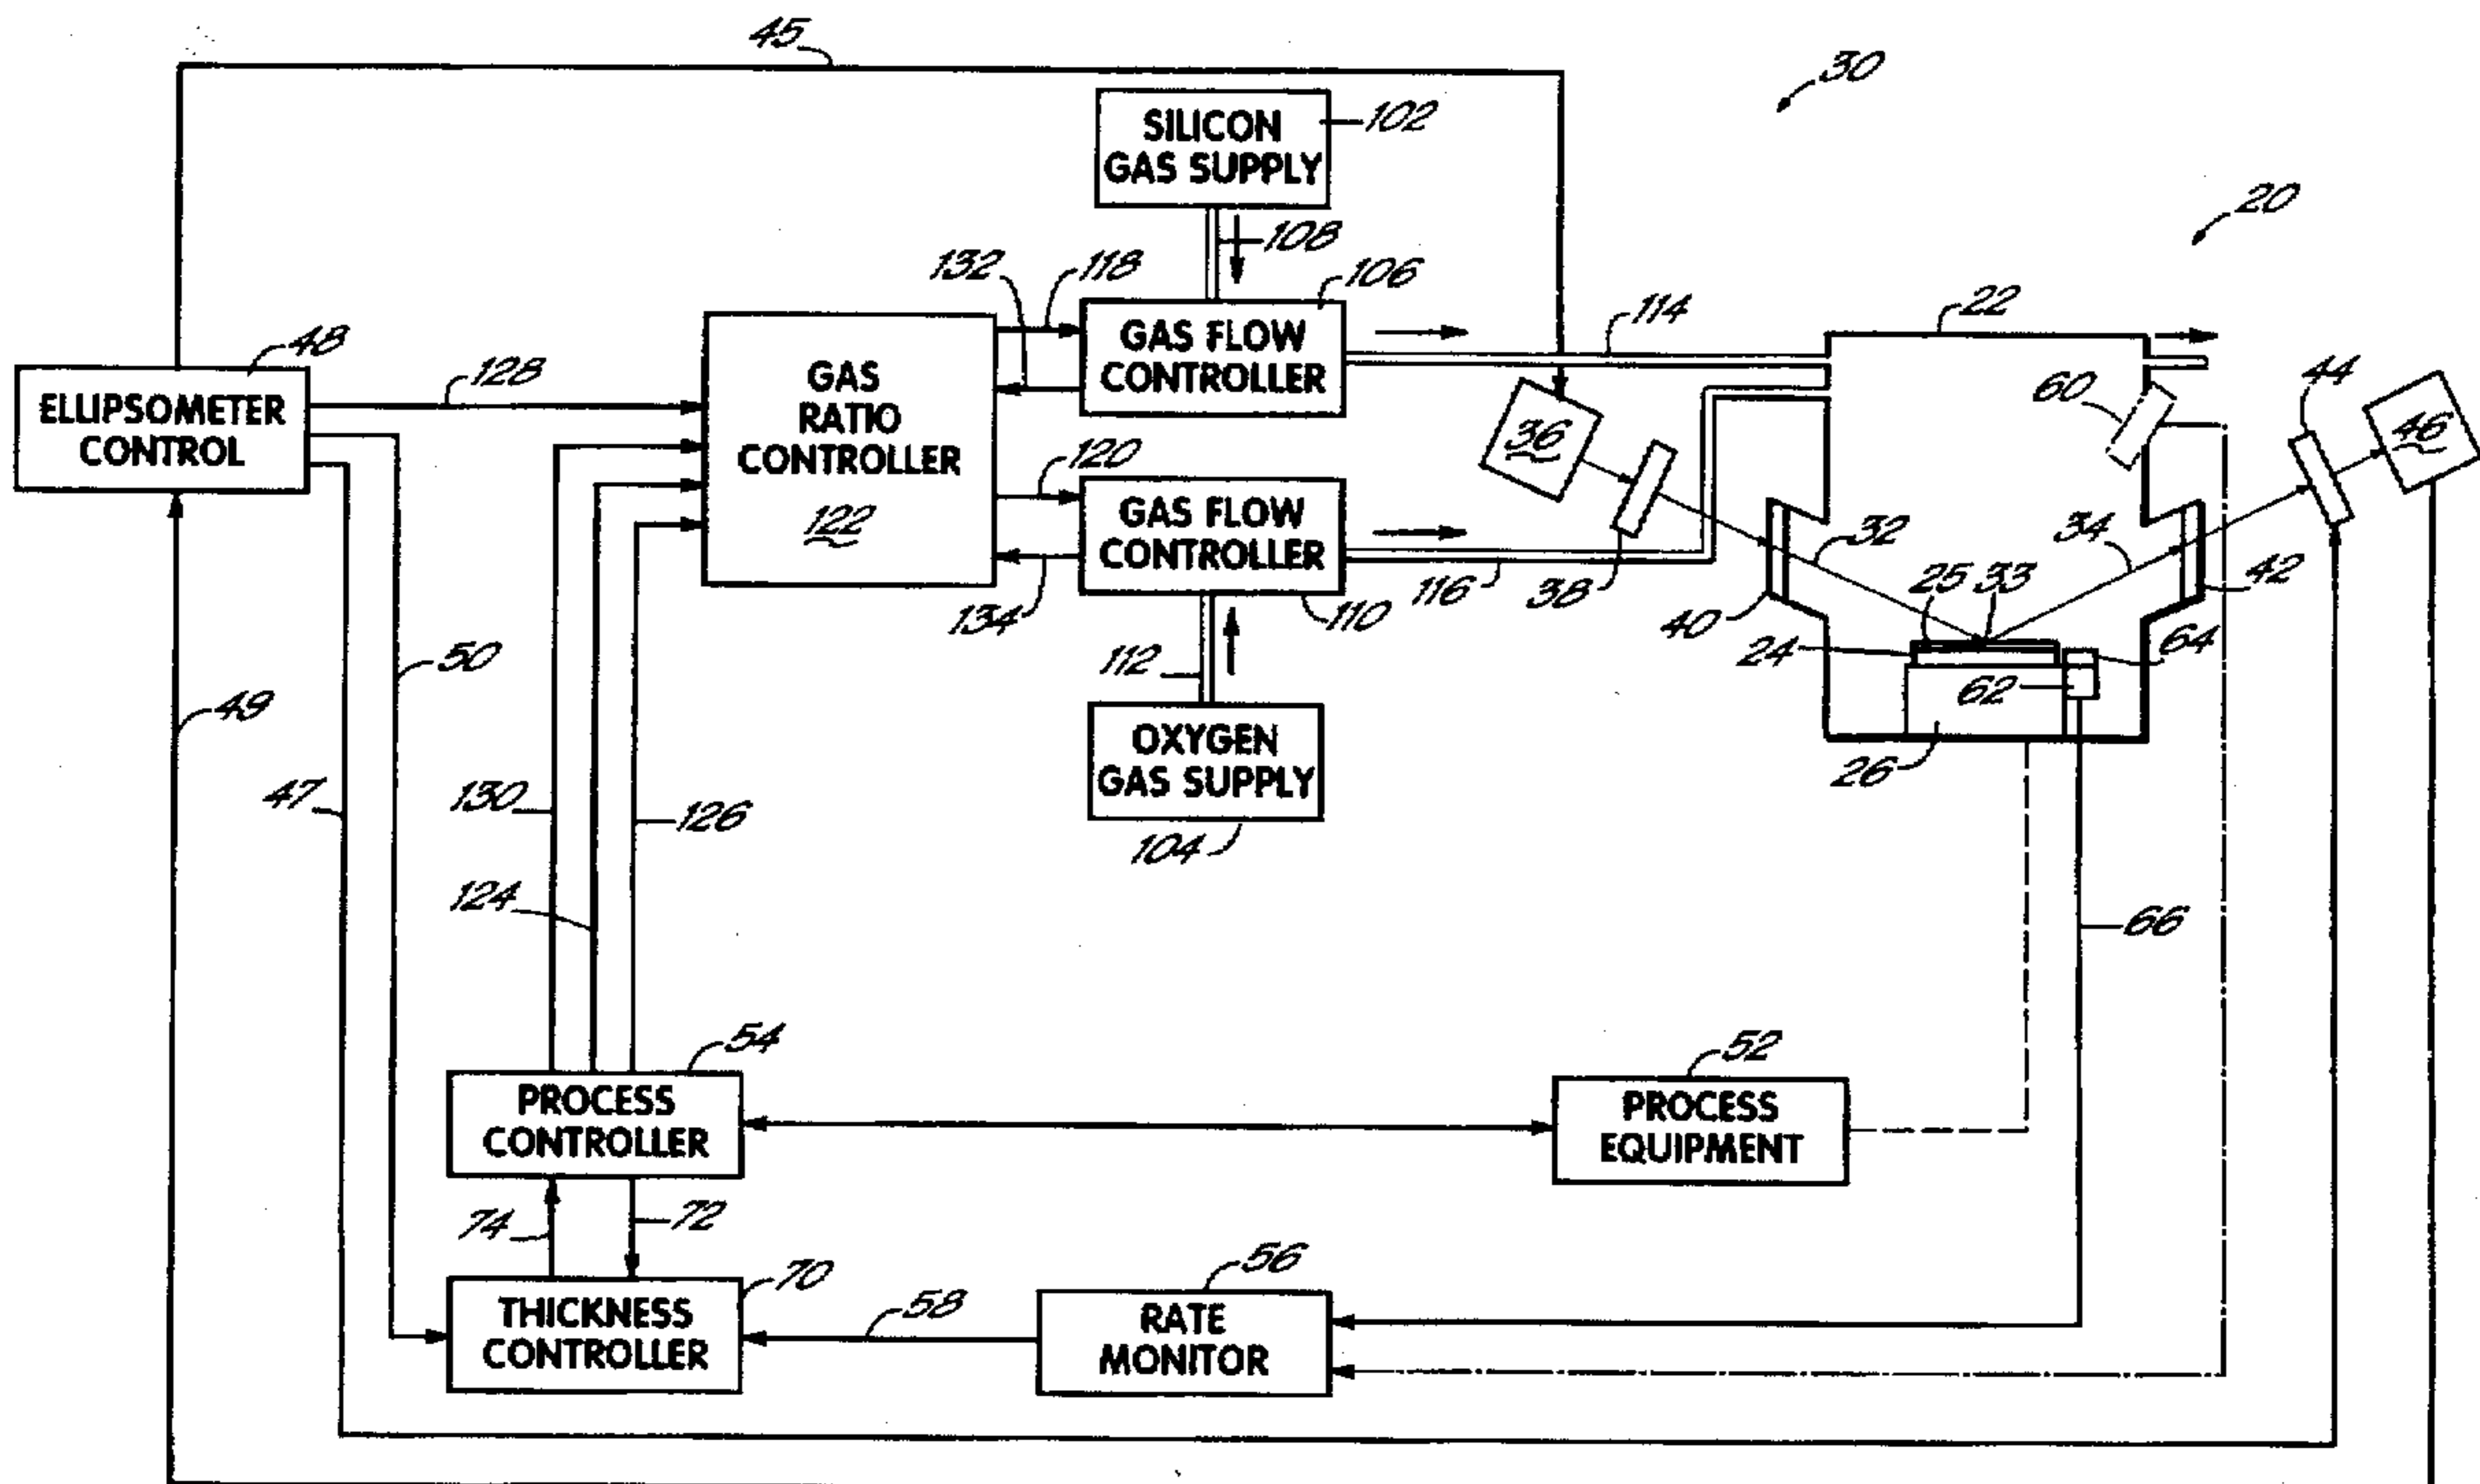 45
30
SILICON
GAS SUPPLY
102
20
108
132
118
106
114
22
48
128
GAS
RATIO
CONTROLLER
122
GAS FLOW
CONTROLLER
44
60
ELLIPSOMETER
CONTROL
36
46
120
GAS FLOW
CONTROLLER
32
34
134
110
116
38
25
33
42
40
24
64
50
112
62
49
OXYGEN
GAS SUPPLY
26
47
130
126
104
124
66
54
52
PROCESS
CONTROLLER
PROCESS
EQUIPMENT
74
72
56
70
THICKNESS
CONTROLLER
58
RATE
MONITOR